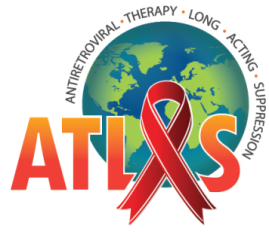 ANTIRETROVIRAL · THERAPY · LONG · ACTING · SUPPRESSION
ATLAS